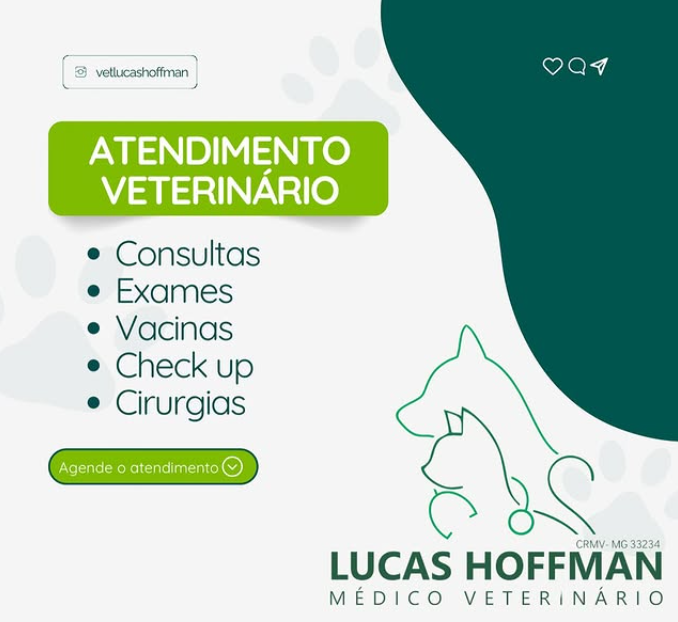 vetlucashoffman
ATENDIMENTO
VETERINÁRIO
• Consultas
• Exames
• Vacinas
• Check up
• Cirurgias
Agende o atendimento
CRMV- MG 33234
LUCAS HOFFMAN
MÉDICO VETERINÁRIO